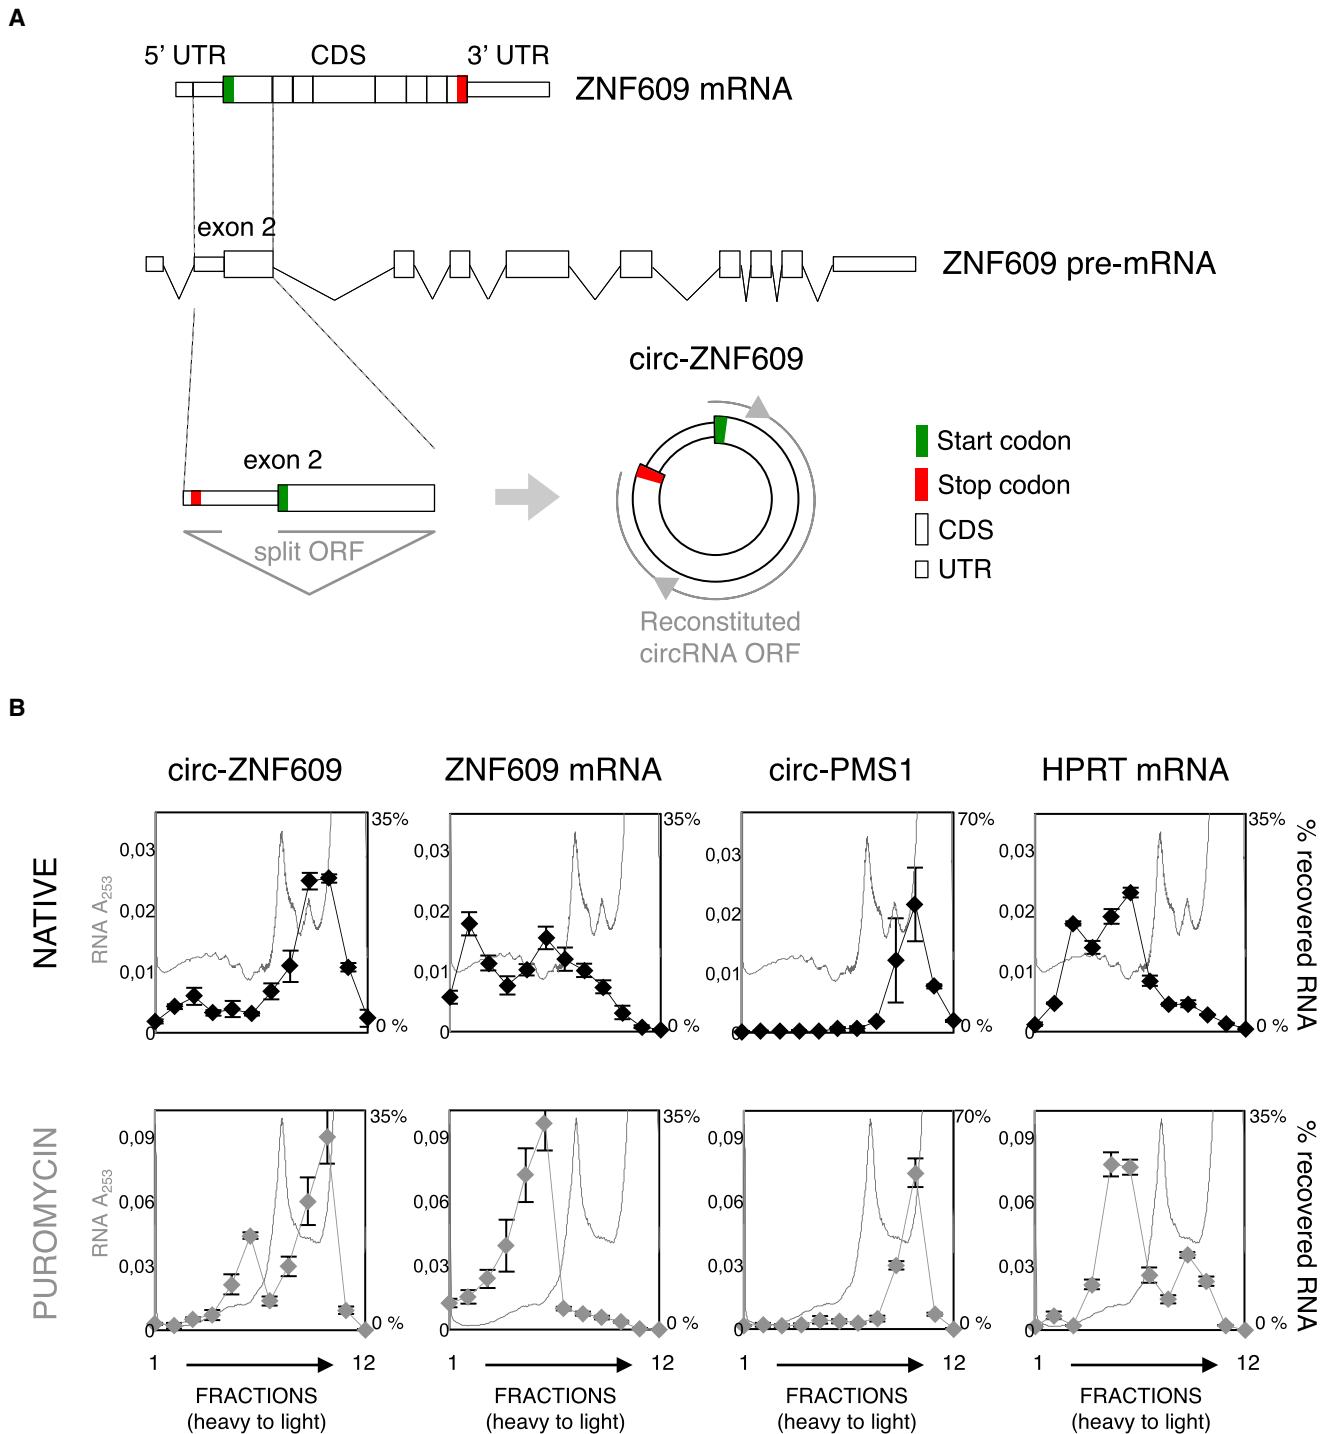 A
5’ UTR CDS 3’ UTR
ZNF609 mRNA
exon 2
ZNF609 pre-mRNA
circ-ZNF609
exon 2
split ORF
Start codon
Stop codon
CDS
UTR
Reconstituted
circRNA ORF
B
circ-ZNF609 ZNF609 mRNA circ-PMS1 HPRT mRNA
NATIVE
RNA A253
0,03 0,02 0,01 0 35% 0 %
0,03 0,02 0,01 0 35% 0 %
0,03 0,02 0,01 0 70% 0 %
0,03 0,02 0,01 0 35% 0 %
% recovered RNA
PUROMYCIN
RNA A253
0,09 0,06 0,03 0 35% 0 %
0,09 0,06 0,03 0 35% 0 %
0,09 0,06 0,03 0 70% 0 %
0,09 0,06 0,03 0 35% 0 %
% recovered RNA
1 12 1 12 1 12 1 12
FRACTIONS FRACTIONS FRACTIONS FRACTIONS
(heavy to light) (heavy to light) (heavy to light) (heavy to light)